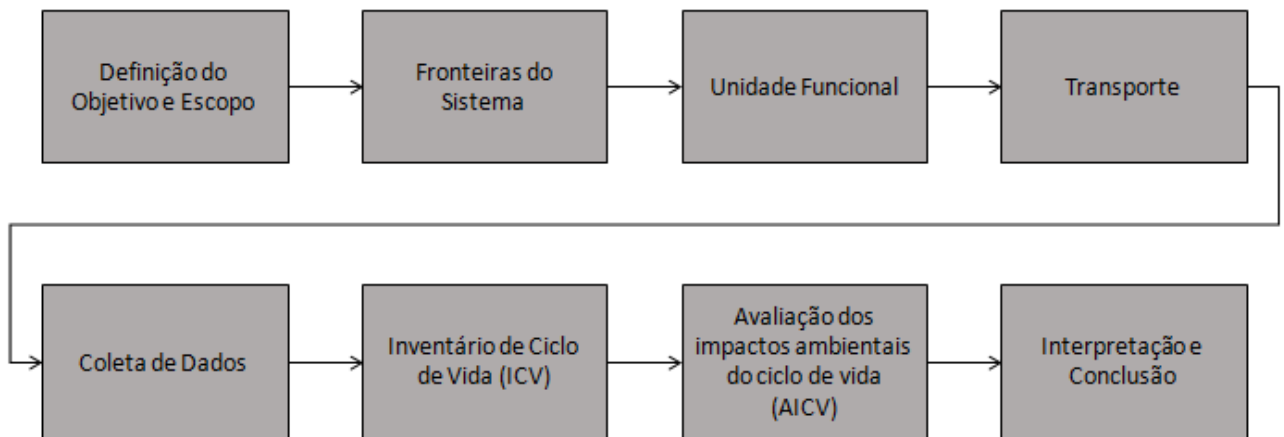 Definição do
Objetivo e Escopo
Fronteiras do
Sistema
Unidade Funcional
Transporte
Coleta de Dados
Inventário de Ciclo
de Vida (ICV)
Avaliação dos
impactos ambientais
do ciclo de vida
(AICV)
Interpretação e
Conclusão